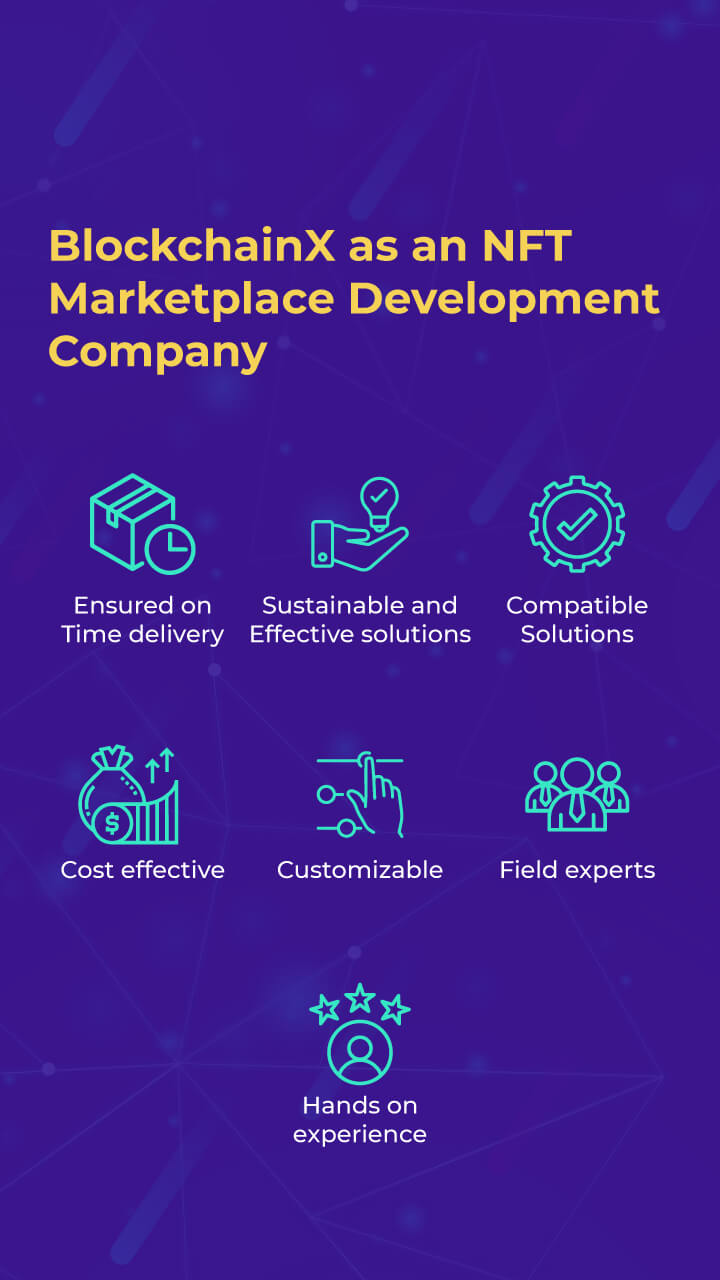 BlockchainX as an NFT
Marketplace Development
Company
Ensured on
Time delivery
Sustainable and
Effective solutions
Compatible
Solutions
$
Cost effective
Customizable
Field experts
Hands on
experience